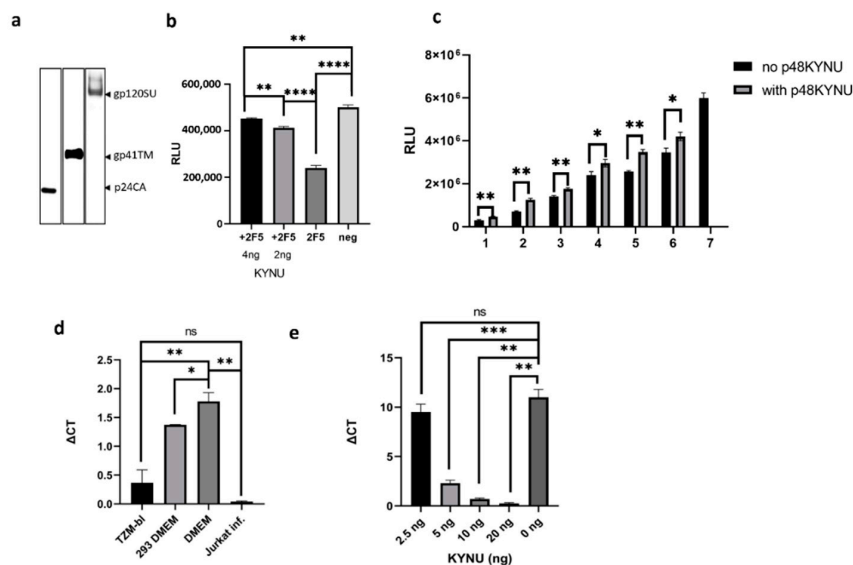 a
gp120SU
gp41TM
p24CA
b
**
** **** ****
600,000
400,000
200,000
0
RLU
+2F5 +2F5 2F5 neg
4ng 2ng
KYNU
c
8×10⁶
6×10⁶
4×10⁶
2×10⁶
0
RLU
** ** ** * ** *
1 2 3 4 5 6 7
no p48KYNU
with p48KYNU
d
ns
**
* **
2.5
2.0
1.5
1.0
0.5
0.0
ΔCT
TZM-bl
293 DMEM
DMEM
Jurkat inf.
e
ns
***
**
**
15
10
5
0
ΔCT
2.5 ng
5 ng
10 ng
20 ng
0 ng
KYNU (ng)